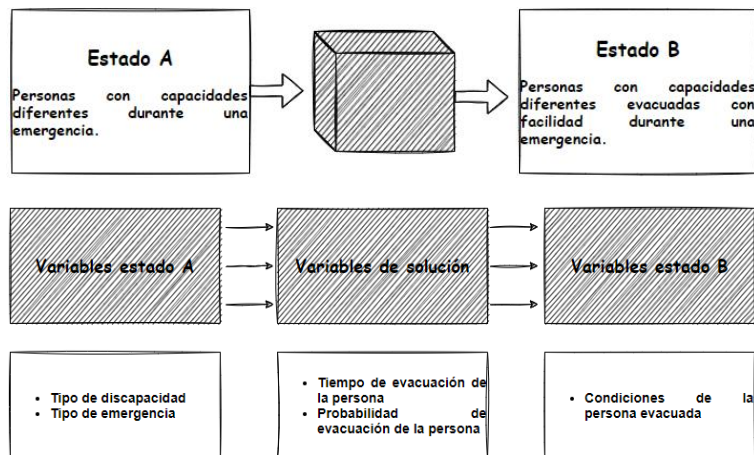 Estado A
Personas con capacidades
diferentes durante una
emergencia.
Estado B
Personas con capacidades
diferentes evacuadas con
facilidad durante una
emergencia.
Variables estado A
Variables de solución
Variables estado B
• Tipo de discapacidad
• Tipo de emergencia
• Tiempo de evacuación de
la persona
• Probabilidad de
evacuación de la persona
• Condiciones de la
persona evacuada